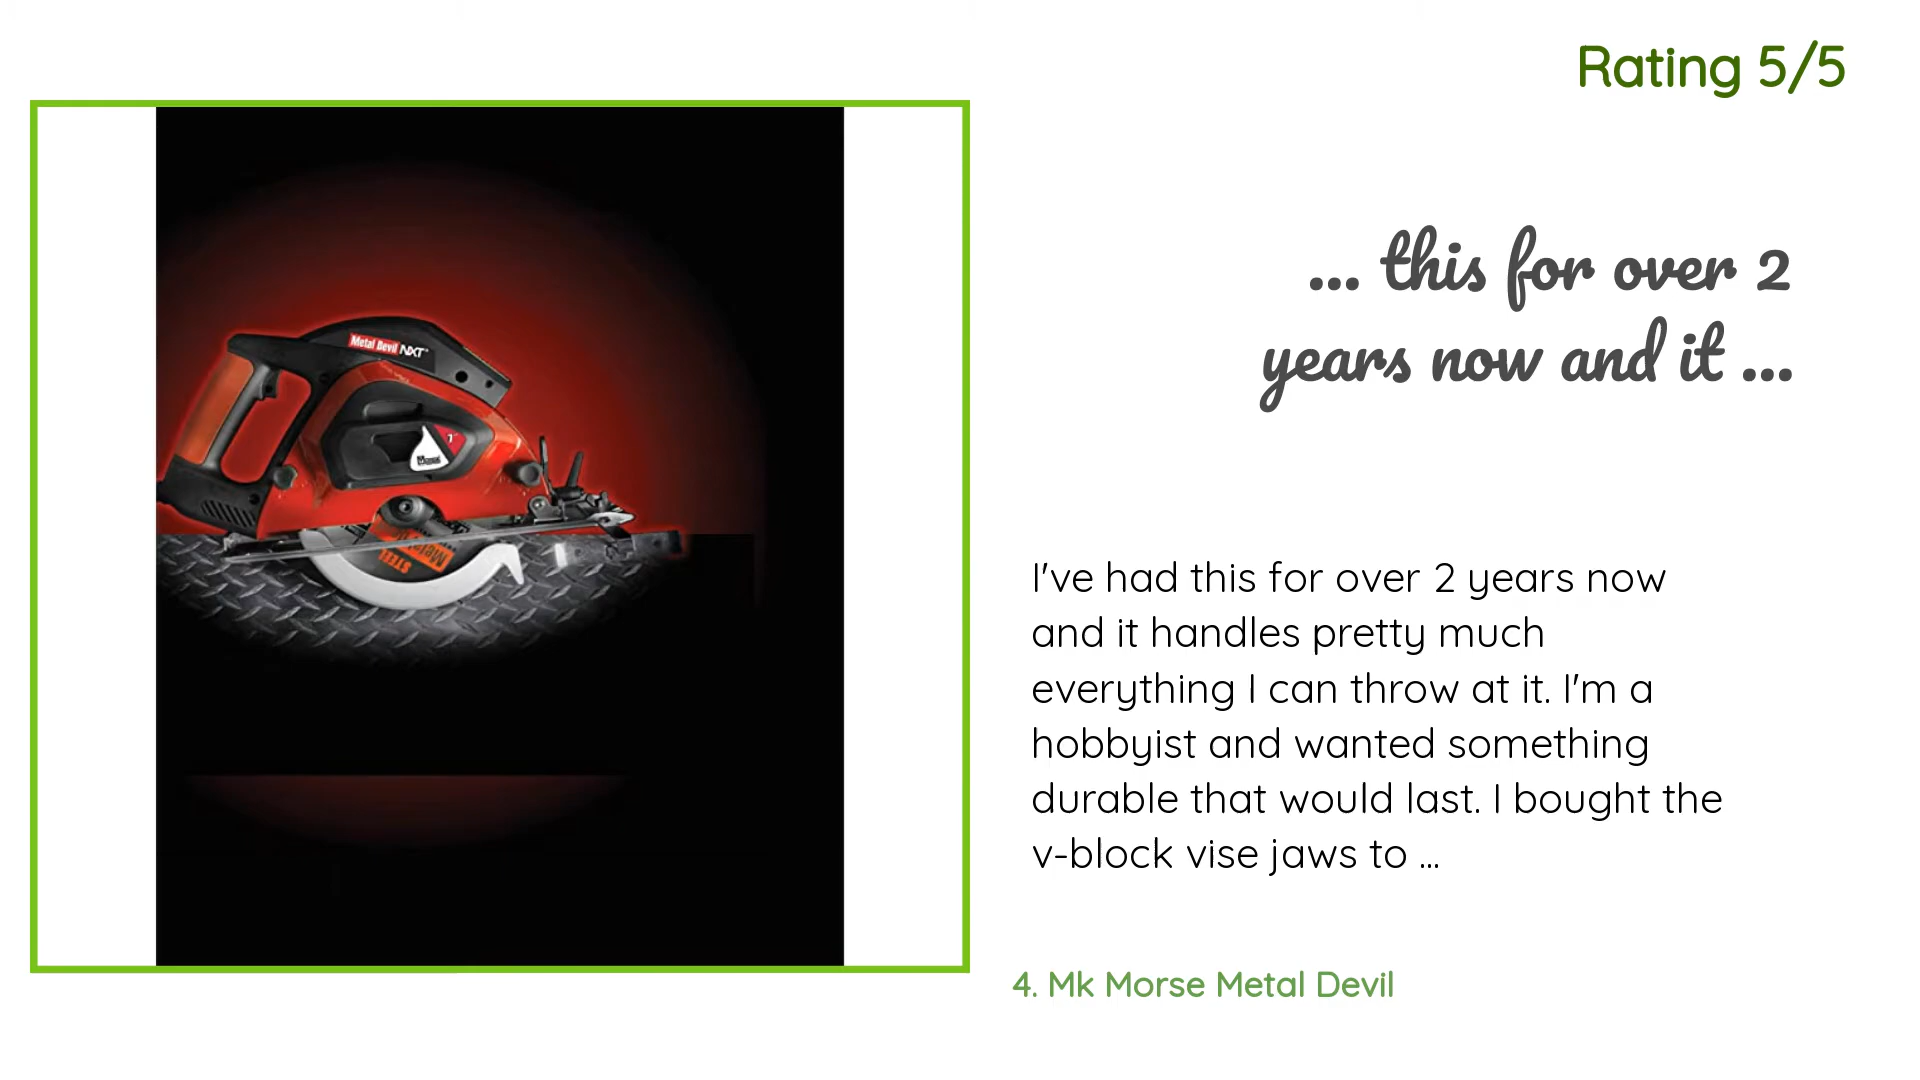 Rating 5/5
... this for over 2
years now and it ...
Metal Devil NXT
1"
STEEL
I've had this for over 2 years now
and it handles pretty much
everything I can throw at it. I'm a
hobbyist and wanted something
durable that would last. I bought the
v-block vise jaws to ...
4. Mk Morse Metal Devil